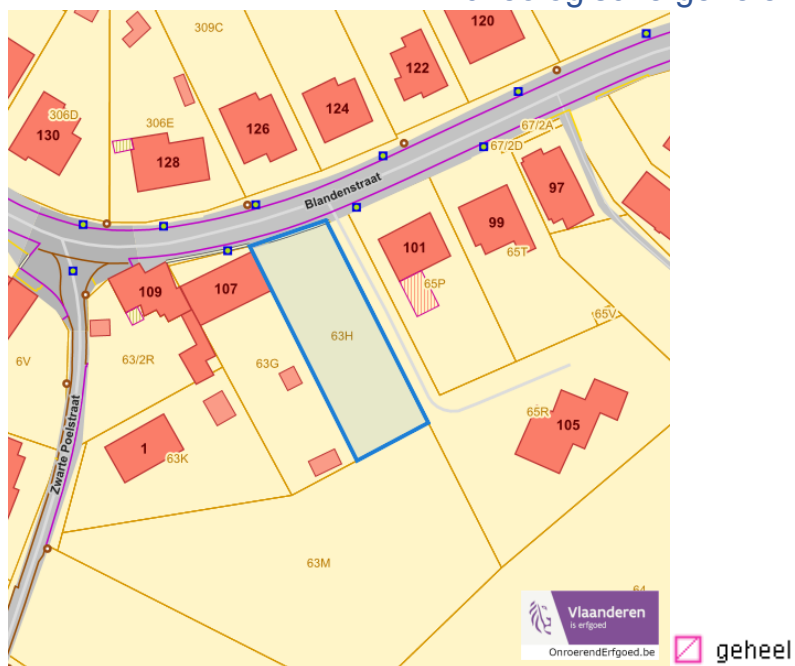 309C
120
122
306D
130
306E
126
124
128
67/2A
67/2D
97
Blandenstraat
101
99
65T
65P
109
107
63H
65V
6V
63/2R
63G
65R
105
Zwarte Poelstraat
1
63K
63M
64
Vlaanderen
is erfgoed
OnroerendErfgoed.be
geheel